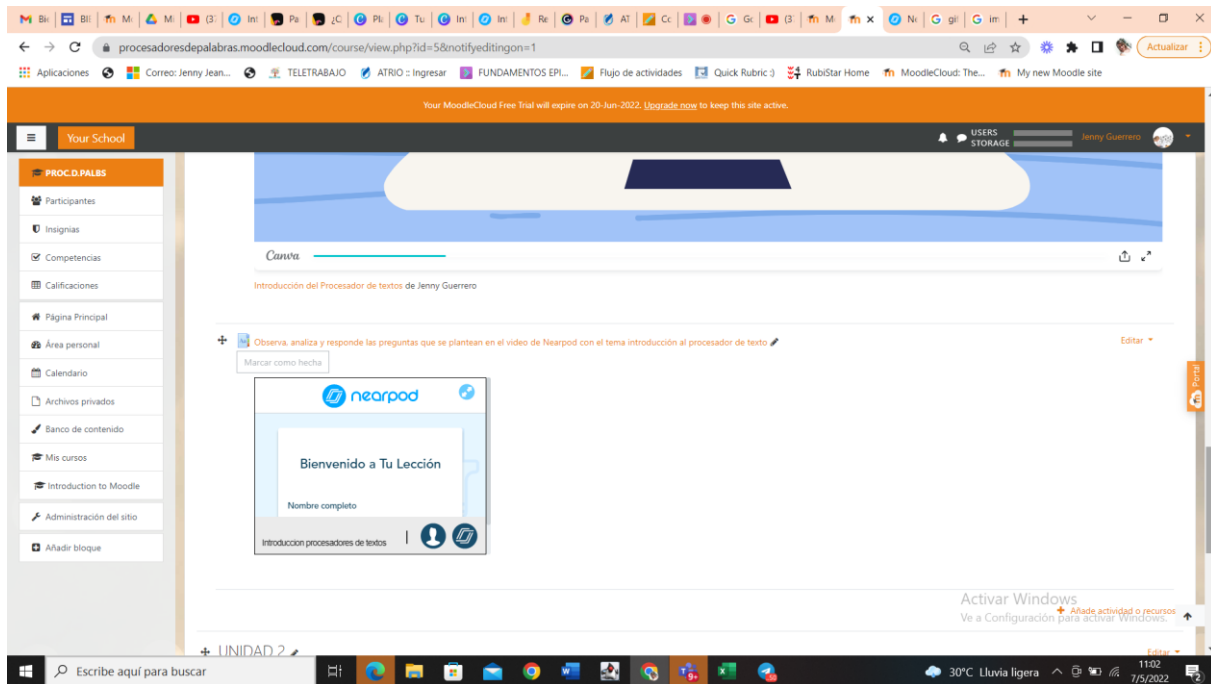 procesadoresdepalabras.moodlecloud.com/course/view.php?id=5&notifyeditingon=1
Actualizar
Aplicaciones
Correo: Jenny Jean...
TELETRABAJO
ATRIO :: Ingresar
FUNDAMENTOS EPI...
Flujo de actividades
Quick Rubric :)
RubiStar Home
MoodleCloud: The...
My new Moodle site
Your MoodleCloud Free Trial will expire on 20-Jun-2022. Upgrade now to keep this site active.
Your School
USERS
STORAGE
Jenny Guerrero
PROC.D.PALBS
Participantes
Insignias
Competencias
Calificaciones
Página Principal
Área personal
Calendario
Archivos privados
Banco de contenido
Mis cursos
Introduction to Moodle
Administración del sitio
Añadir bloque
Canva
Introducción del Procesador de textos de Jenny Guerrero
Observa, analiza y responde las preguntas que se plantean en el video de Nearpod con el tema introducción al procesador de texto
Editar
Marcar como hecha
nearpod
Bienvenido a Tu Lección
Nombre completo
Introduccion procesadores de textos
Portal
Activar Windows
Ve a Configuración para activar Windows.
Añade actividad o recursos
UNIDAD 2
Editar
Escribe aquí para buscar
30°C Lluvia ligera
11:02
7/5/2022